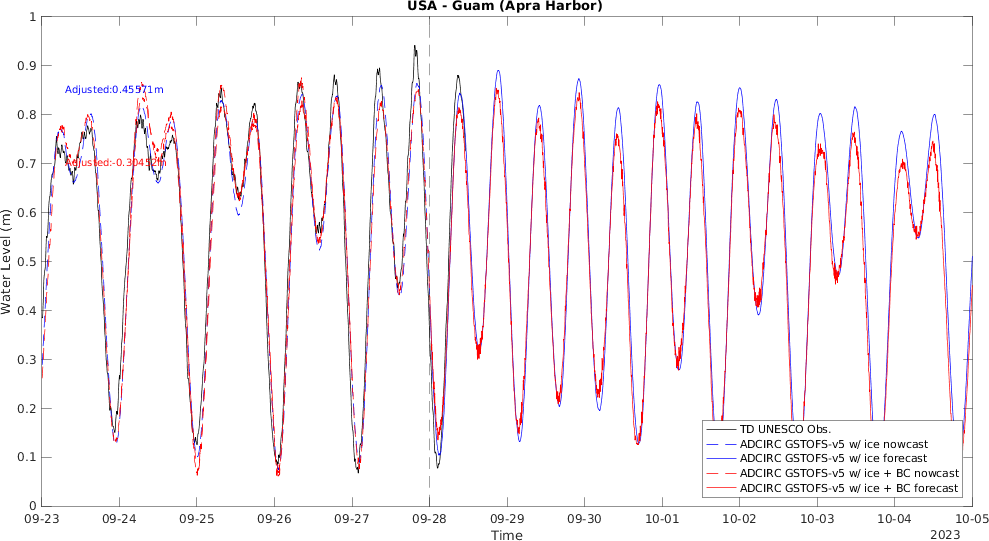 USA - Guam (Apra Harbor)
Water Level (m)
1
0.9
0.8
0.7
0.6
0.5
0.4
0.3
0.2
0.1
0
Adjusted:0.45571m
TD UNESCO Obs.
ADCIRC GSTOFS-v5 w/ ice nowcast
ADCIRC GSTOFS-v5 w/ ice forecast
ADCIRC GSTOFS-v5 w/ ice + BC nowcast
ADCIRC GSTOFS-v5 w/ ice + BC forecast
09-23 09-24 09-25 09-26 09-27 09-28 09-29 09-30 10-01 10-02 10-03 10-04 10-05
Time
2023